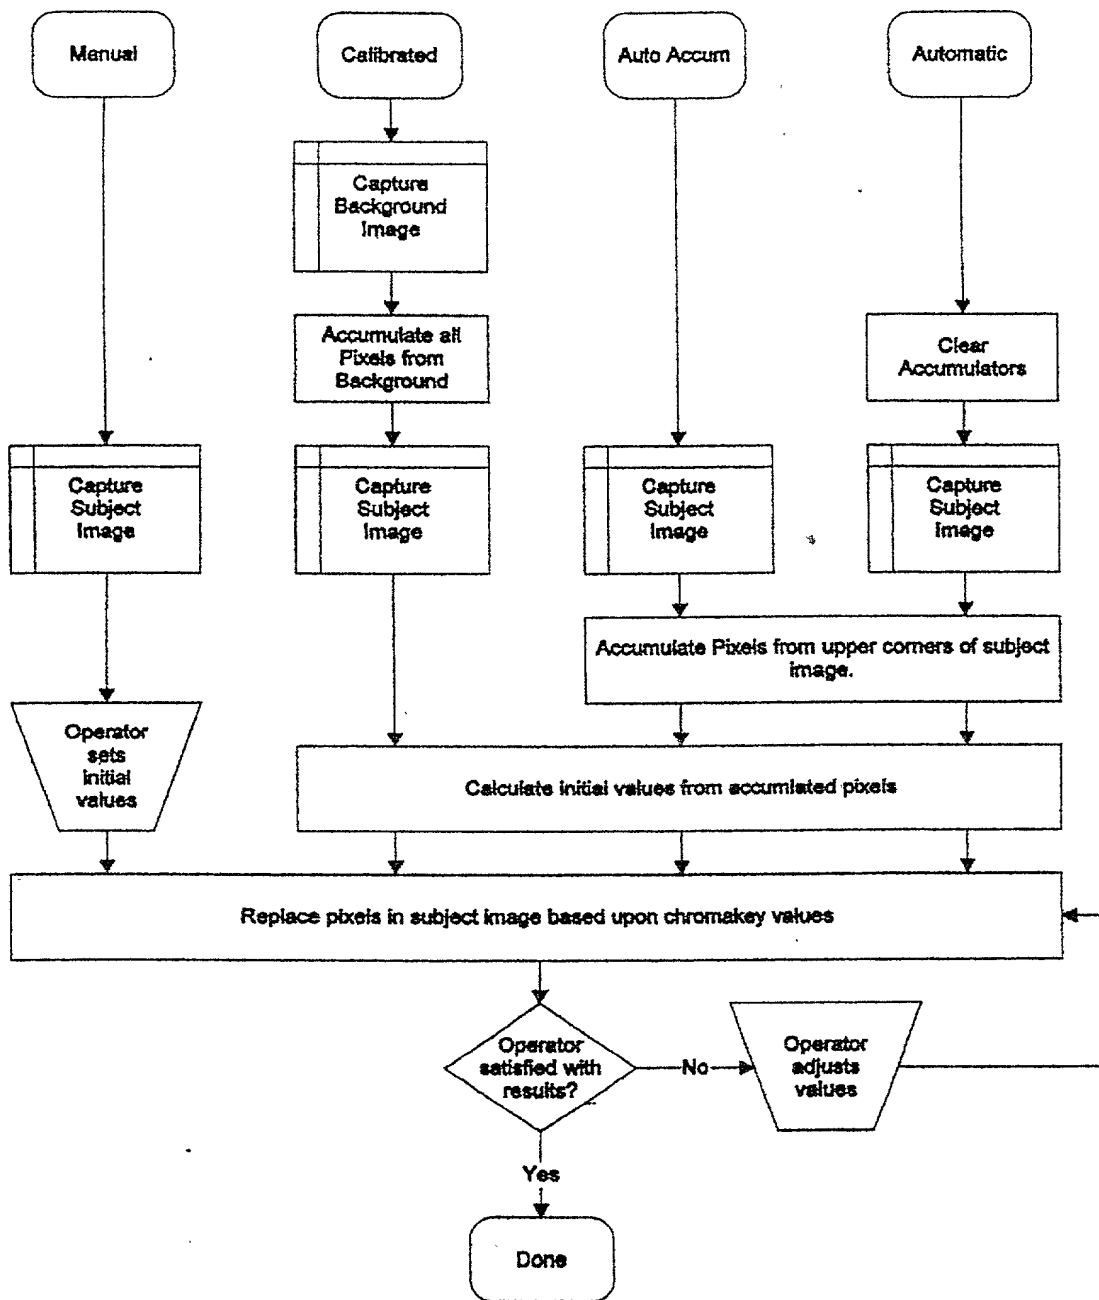 Manual
Calibrated
Auto Accum
Automatic
Capture
Background
Image
Accumulate all
Pixels from
Background
Clear
Accumulators
Capture
Subject
Image
Capture
Subject
Image
Capture
Subject
Image
Capture
Subject
Image
Accumulate Pixels from upper corners of subject
image.
Operator
sets
initial
values
Calculate initial values from accumlated pixels
Replace pixels in subject image based upon chromakey values
Operator
satisfied with
results?
No
Operator
adjusts
values
Yes
Done